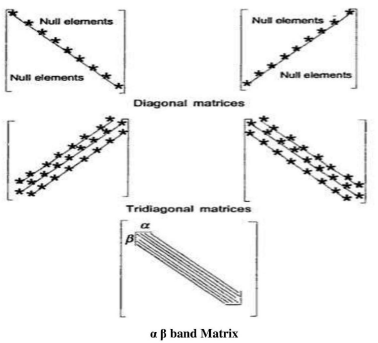 Null elements
Null elements
Null elements
Null elements
Diagonal matrices
Tridiagonal matrices
α
β
α β band Matrix